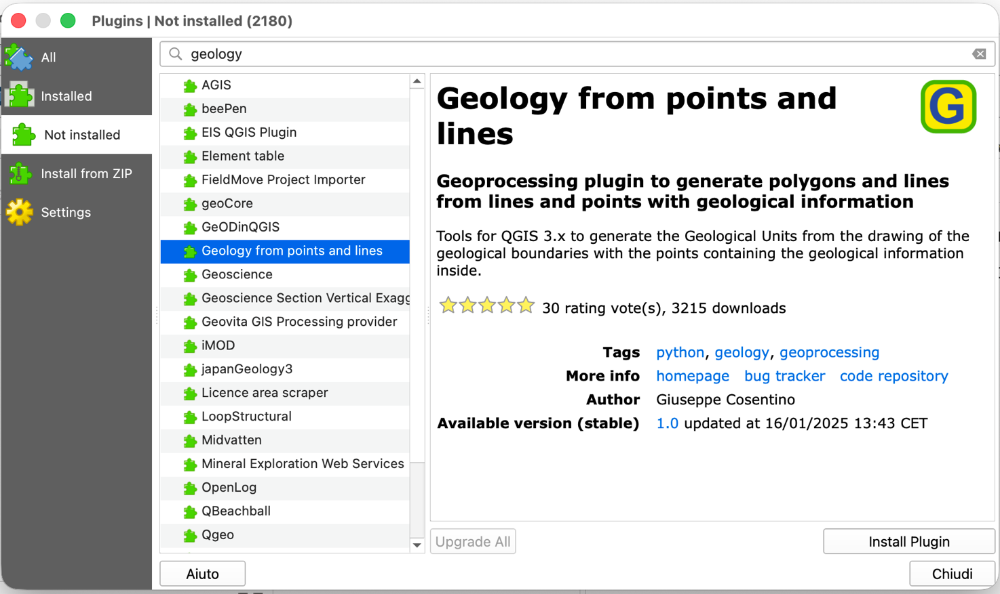 Plugins | Not installed (2180)
All
Installed
Not installed
Install from ZIP
Settings
geology
AGIS
beePen
EIS QGIS Plugin
Element table
FieldMove Project Importer
geoCore
GeODinQGIS
Geology from points and lines
Geoscience
Geoscience Section Vertical Exagg
Geovita GIS Processing provider
iMOD
japanGeology3
Licence area scraper
LoopStructural
Midvatten
Mineral Exploration Web Services
OpenLog
QBeachball
Qgeo
Geology from points and
lines
G
Geoprocessing plugin to generate polygons and lines
from lines and points with geological information
Tools for QGIS 3.x to generate the Geological Units from the drawing of the
geological boundaries with the points containing the geological information
inside.
30 rating vote(s), 3215 downloads
Tags python, geology, geoprocessing
More info homepage bug tracker code repository
Author Giuseppe Cosentino
Available version (stable) 1.0 updated at 16/01/2025 13:43 CET
Upgrade All
Install Plugin
Aiuto
Chiudi